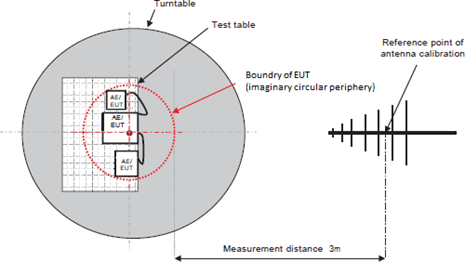 Turntable
Test table
Reference point of
antenna calibration
Boundry of EUT
(imaginary circular periphery)
AE/
EUT
AE/
EUT
AE/
EUT
Measurement distance 3m